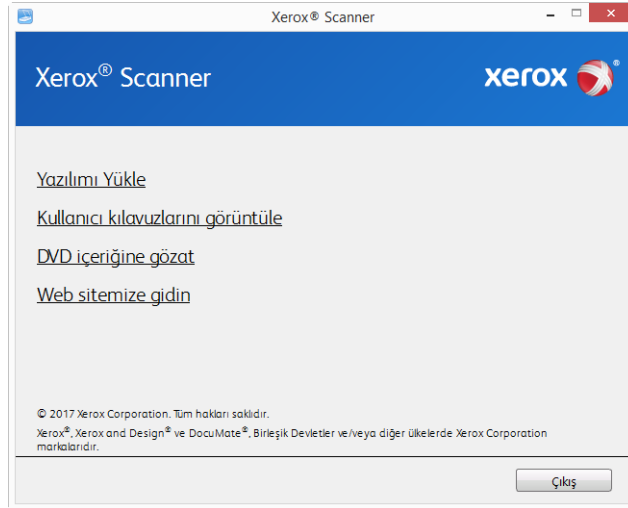 Xerox® Scanner
Xerox® Scanner
xerox®
Yazılımı Yükle
Kullanıcı kılavuzlarını görüntüle
DVD içeriğine gözat
Web sitemize gidin
© 2017 Xerox Corporation. Tüm hakları saklıdır.
Xerox®, Xerox and Design® ve DocuMate®, Birleşik Devletler ve/veya diğer ülkelerde Xerox Corporation
markalarıdır.
Çıkış